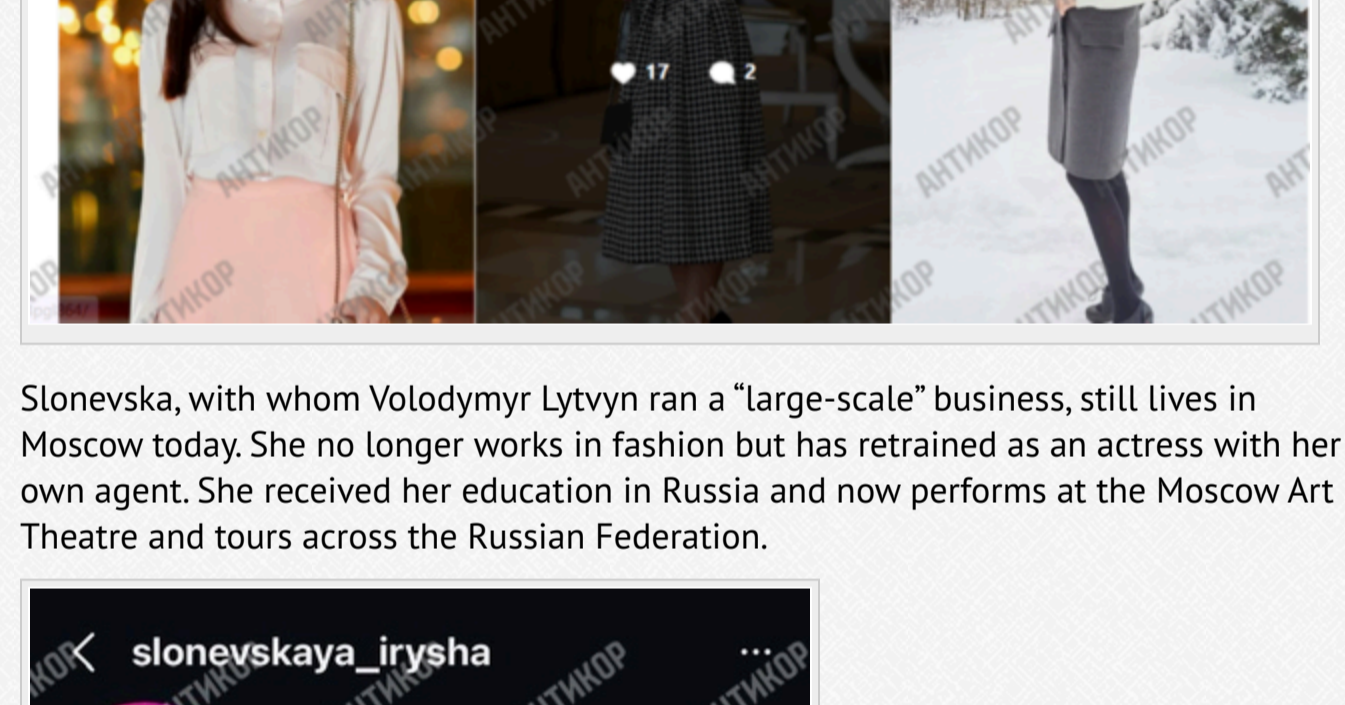 АНТИКОР
17 2
Slonevska, with whom Volodymyr Lytvyn ran a “large-scale” business, still lives in
Moscow today. She no longer works in fashion but has retrained as an actress with her
own agent. She received her education in Russia and now performs at the Moscow Art
Theatre and tours across the Russian Federation.
slonevskaya_irysha
АНТИКОР